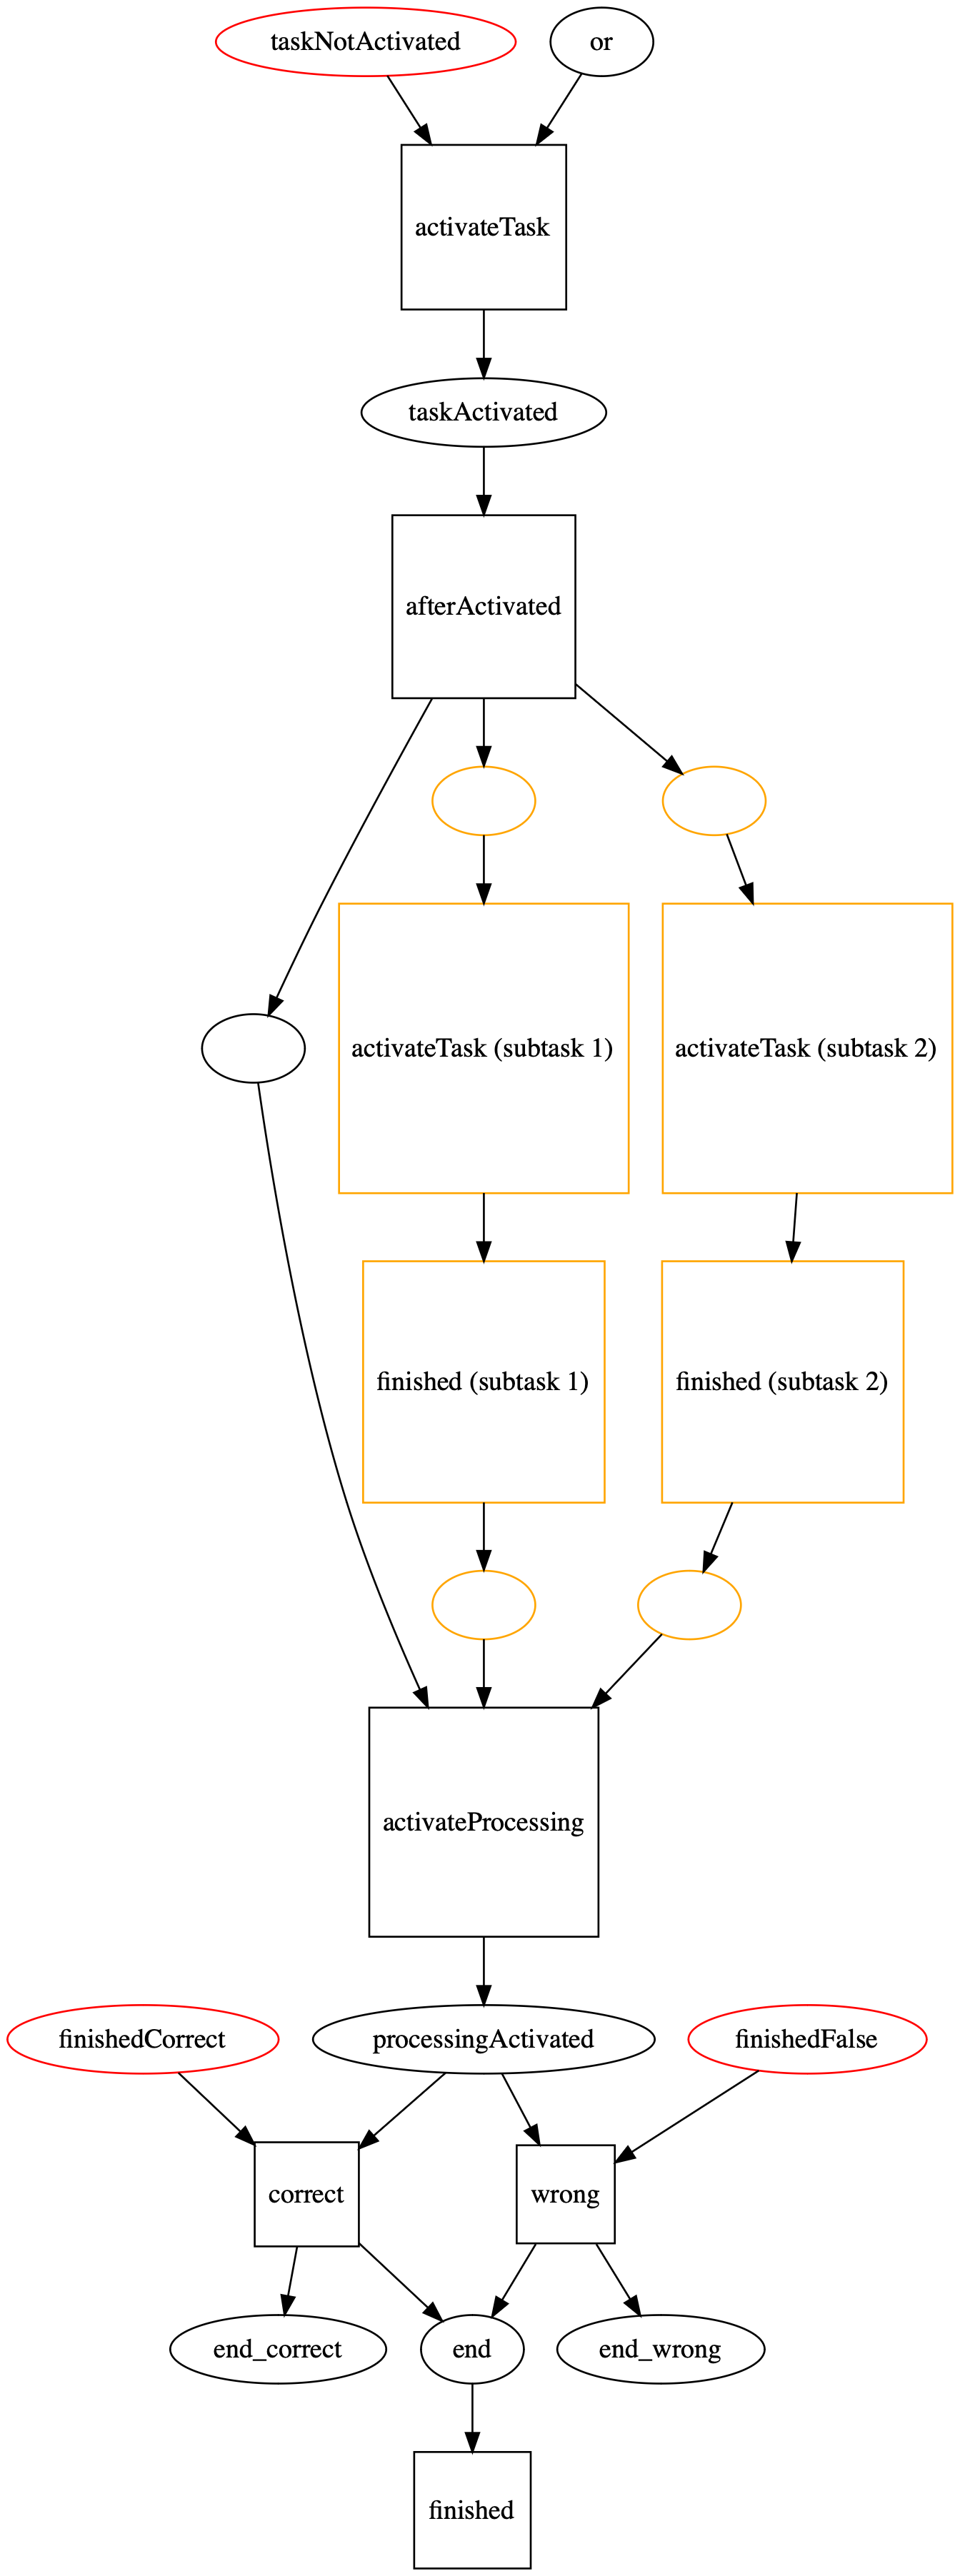 taskNotActivated
or
activateTask
taskActivated
afterActivated
activateTask (subtask 1)
activateTask (subtask 2)
finished (subtask 1)
finished (subtask 2)
activateProcessing
finishedCorrect
processingActivated
finishedFalse
correct
wrong
end_correct
end
end_wrong
finished